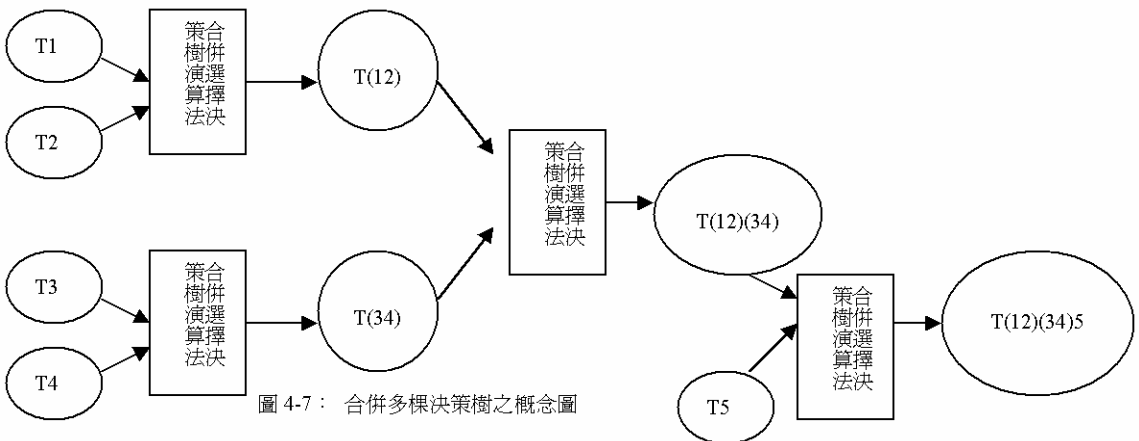 T1
T2
合併選擇決
策樹演算法
T(12)
T3
T4
合併選擇決
策樹演算法
T(34)
合併選擇決
策樹演算法
T(12)(34)
T5
合併選擇決
策樹演算法
T(12)(34)5
圖 4-7： 合併多棵決策樹之概念圖